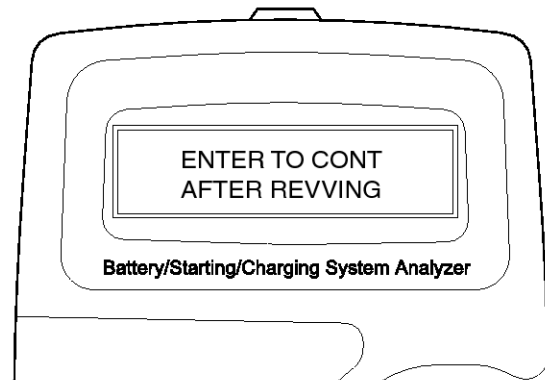 ENTER TO CONT
AFTER REVVING
Battery/Starting/Charging System Analyzer